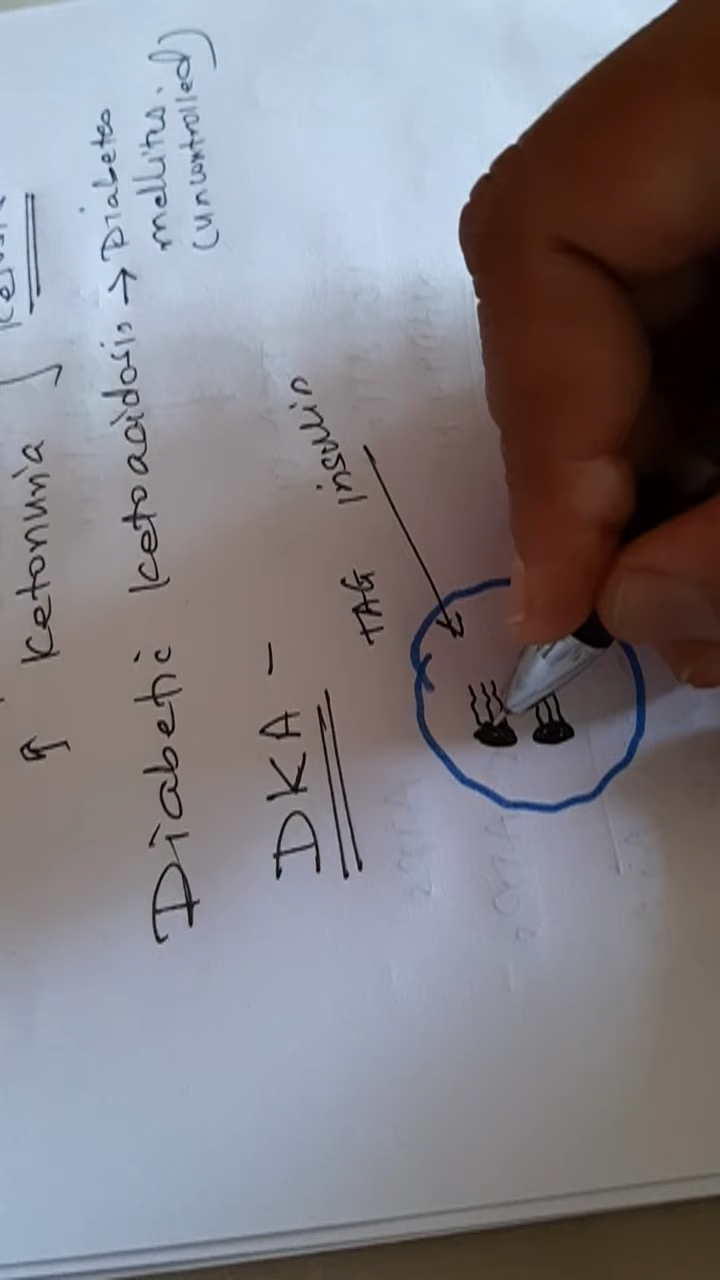 ↑ Ketonuria }
Diabetic ketoacidosis → Diabetes
mellitus.
(uncontrolled)
DKA -
TAG insulin